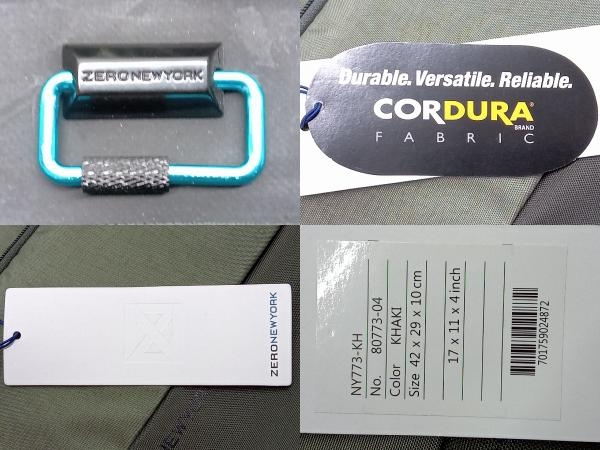 ZERONEWYORK
Durable. Versatile. Reliable.
CORDURA®
BRAND
FABRIC
ZERONEWYORK
NEWYORK
NY773-KH
No. 80773-04
Color KHAKI
Size 42 x 29 x 10 cm
17 x 11 x 4 inch
701759024872